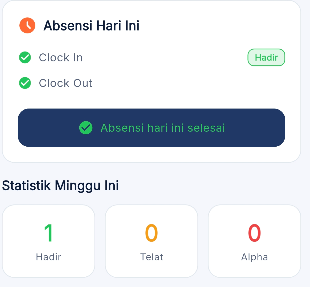 Absensi Hari Ini
Clock In
Hadir
Clock Out
Absensi hari ini selesai
Statistik Minggu Ini
1
0
0
Hadir
Telat
Alpha